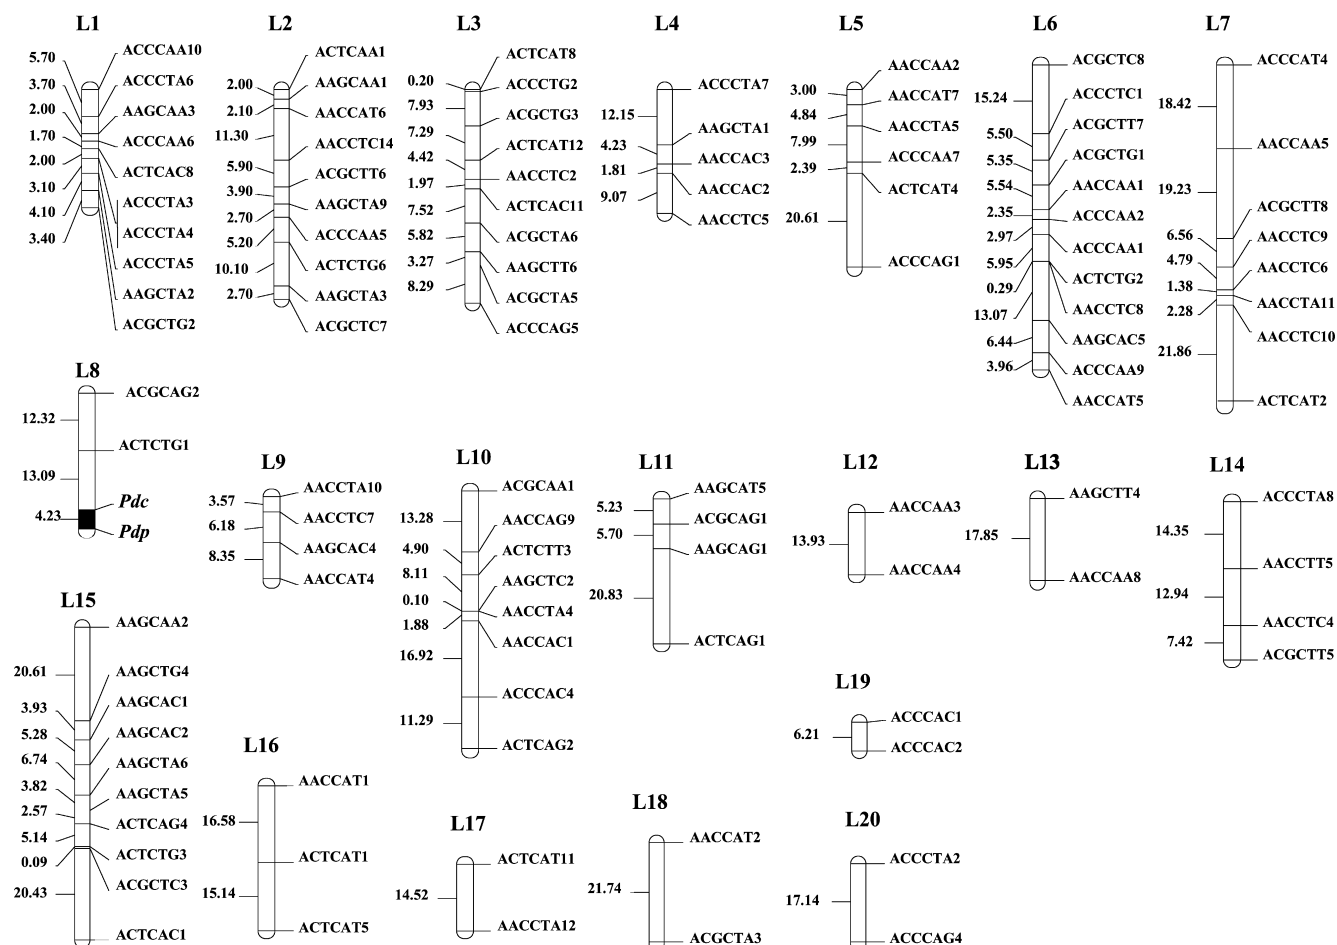 L1
5.70
3.70
2.00
1.70
2.00
3.10
4.10
3.40
ACCCAA10
ACCCTA6
AAGCAA3
ACCCAA6
ACTCAC8
ACCCTA3
ACCCTA4
ACCCTA5
AAGCTA2
ACGCTG2
L2
2.00
2.10
11.30
5.90
3.90
2.70
5.20
10.10
2.70
ACTCAA1
AAGCAA1
AACCAT6
AACCTC14
ACGCTT6
AAGCTA9
ACCCAA5
ACTCTG6
AAGCTA3
ACGCTC7
L3
0.20
7.93
7.29
4.42
1.97
7.52
5.82
3.27
8.29
ACTCAT8
ACCCTG2
ACGCTG3
ACTCAT12
AACCTC2
ACTCAC11
ACGCTA6
AAGCTT6
ACGCTA5
ACCCAG5
L4
12.15
4.23
1.81
9.07
ACCCTA7
AAGCTA1
AACCAC3
AACCAC2
AACCTC5
L5
3.00
4.84
7.99
2.39
20.61
AACCAA2
AACCAT7
AACCTA5
ACCCAA7
ACTCAT4
ACCCAG1
L6
15.24
5.50
5.35
5.54
2.35
2.97
5.95
0.29
13.07
6.44
3.96
ACGCTC8
ACCCTC1
ACGCTT7
ACGCTG1
AACCAA1
ACCCAA2
ACCCAA1
ACTCTG2
AACCTC8
AAGCAC5
ACCCAA9
AACCAT5
L7
18.42
19.23
6.56
4.79
1.38
2.28
21.86
ACCCAT4
AACCAA5
ACGCTT8
AACCTC9
AACCTC6
AACCTA11
AACCTC10
ACTCAT2
L8
12.32
13.09
4.23
ACGCAG2
ACTCTG1
Pdc
Pdp
L9
3.57
6.18
8.35
AACCTA10
AACCTC7
AAGCAC4
AACCAT4
L10
13.28
4.90
8.11
0.10
1.88
16.92
11.29
ACGCAA1
AACCAG9
ACTCTT3
AAGCTC2
AACCTA4
AACCAC1
ACCCAC4
ACTCAG2
L11
5.23
5.70
20.83
AAGCAT5
ACGCAG1
AAGCAG1
ACTCAG1
L12
13.93
AACCAA3
AACCAA4
L13
17.85
AAGCTT4
AACCAA8
L14
14.35
12.94
7.42
ACCCTA8
AACCTT5
AACCTC4
ACGCTT5
L15
20.61
3.93
5.28
6.74
3.82
2.57
5.14
0.09
20.43
AAGCAA2
AAGCTG4
AAGCAC1
AAGCAC2
AAGCTA6
AAGCTA5
ACTCAG4
ACTCTG3
ACGCTC3
ACTCAC1
L16
16.58
15.14
AACCAT1
ACTCAT1
ACTCAT5
L17
14.52
ACTCAT11
AACCTA12
L18
21.74
AACCAT2
ACGCTA3
L19
6.21
ACCCAC1
ACCCAC2
L20
17.14
ACCCTA2
ACCCAG4